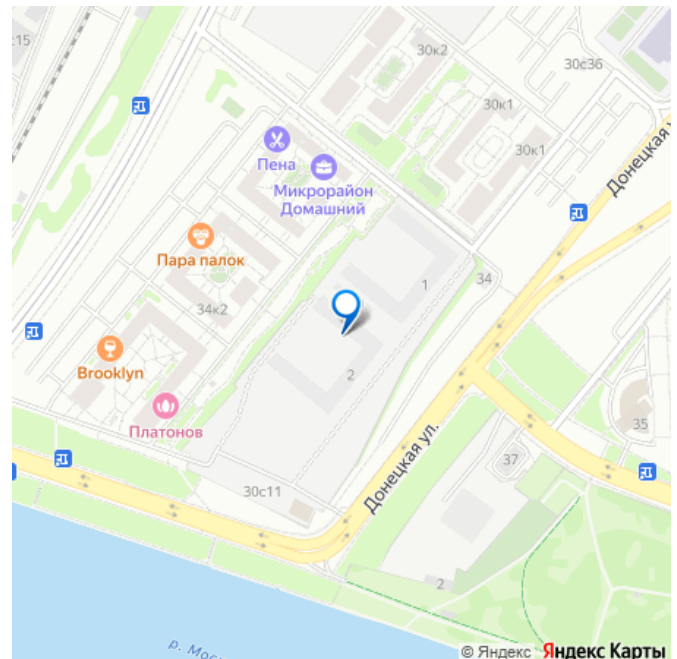 с15
30к2
30с36
30к1
30к1
Донецкая у
Пена
Микрорайон
Домашний
Пара палок
34
1
34к2
Brooklyn
2
Платонов
35
37
Донецкая ул.
30с11
2
р. Мос
© Яндекс Яндекс Карты